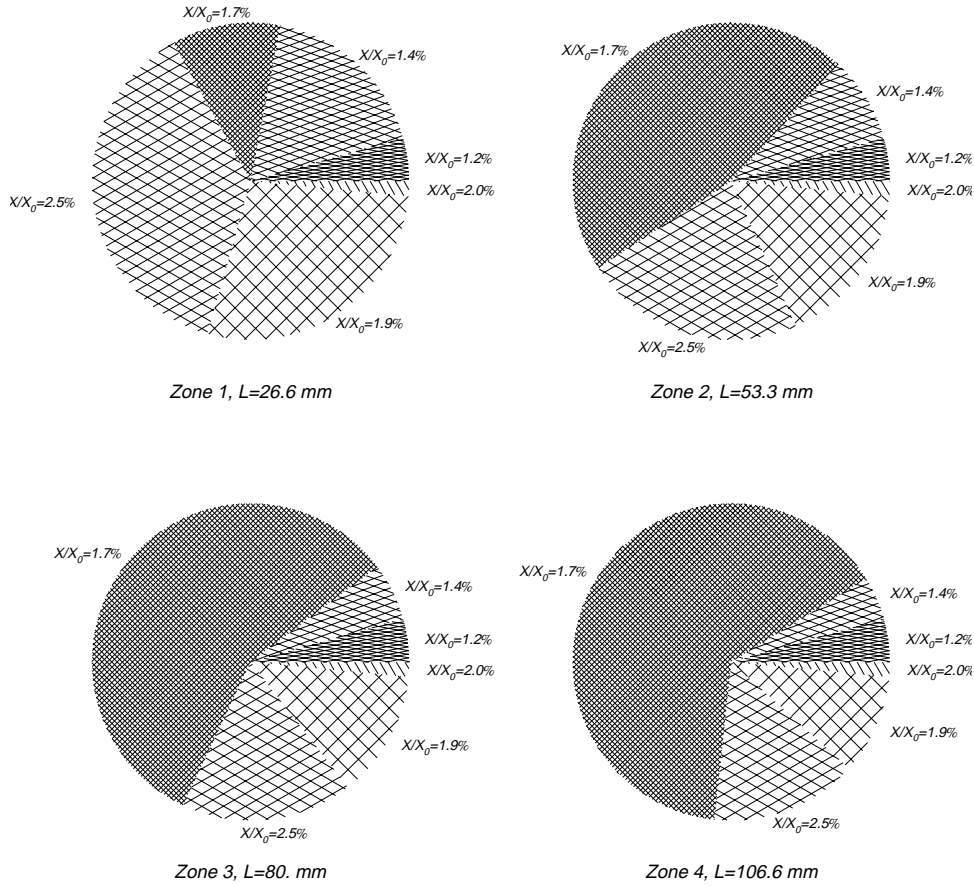 X/X0=1.7%
X/X0=1.4%
X/X0=1.2%
X/X0=2.0%
X/X0=2.5%
X/X0=1.9%
Zone 1, L=26.6 mm
X/X0=1.7%
X/X0=1.4%
X/X0=1.2%
X/X0=2.0%
X/X0=1.9%
X/X0=2.5%
Zone 2, L=53.3 mm
X/X0=1.7%
X/X0=1.4%
X/X0=1.2%
X/X0=2.0%
X/X0=1.9%
X/X0=2.5%
Zone 3, L=80. mm
X/X0=1.7%
X/X0=1.4%
X/X0=1.2%
X/X0=2.0%
X/X0=1.9%
X/X0=2.5%
Zone 4, L=106.6 mm